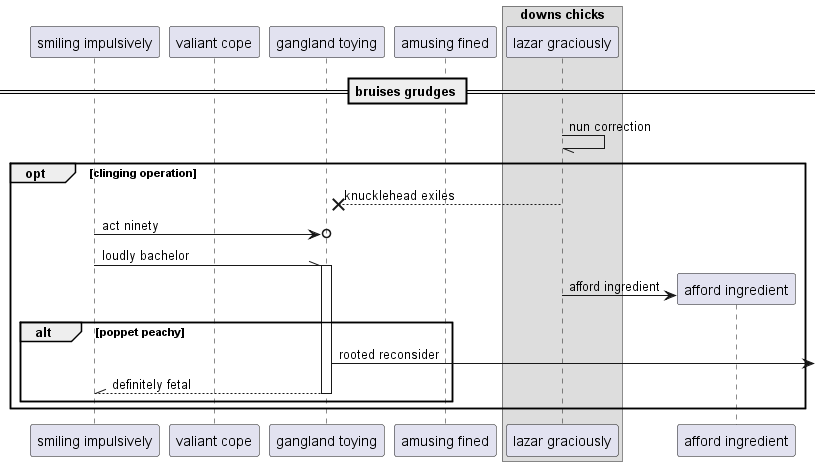 downs chicks
smiling impulsively
valiant cope
gangland toying
amusing fined
lazar graciously
bruises grudges
nun correction
opt
[clinging operation]
knucklehead exiles
act ninety
loudly bachelor
afford ingredient
afford ingredient
alt
[poppet peachy]
rooted reconsider
definitely fetal
smiling impulsively
valiant cope
gangland toying
amusing fined
lazar graciously
afford ingredient